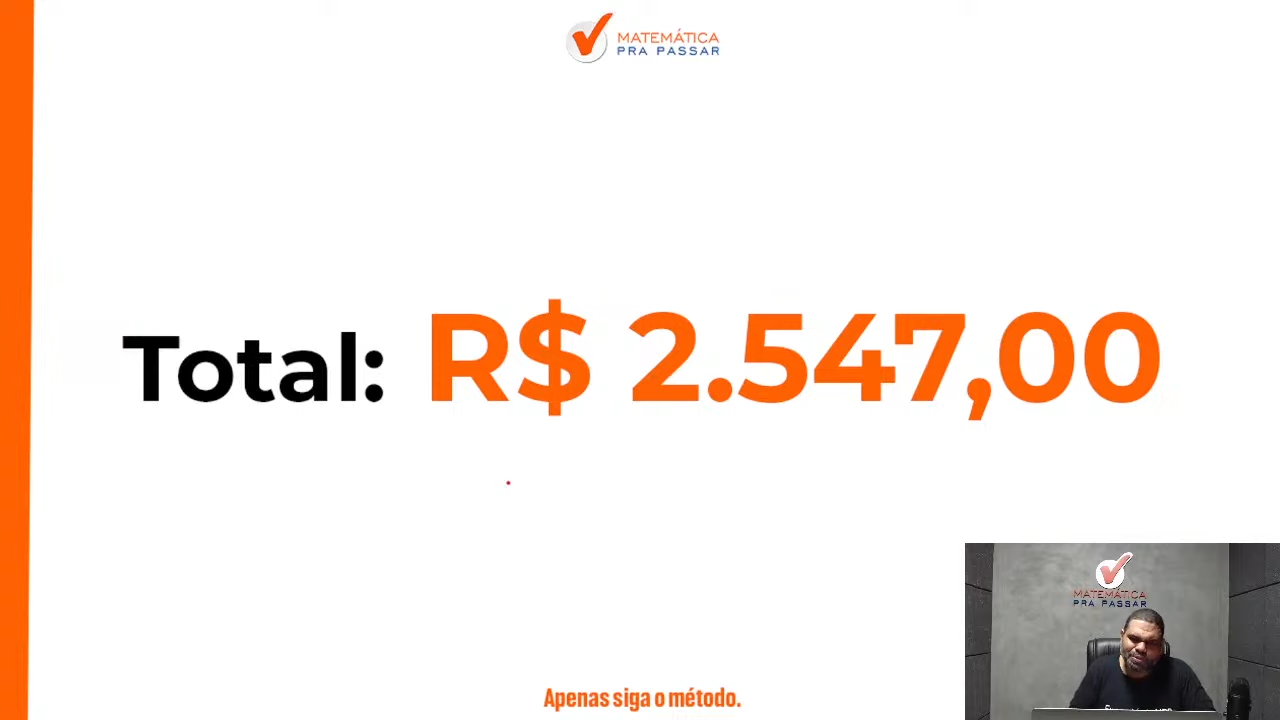 MATEMÁTICA
PRA PASSAR
Total: R$ 2.547,00
MATEMÁTICA
PRA PASSAR
Apenas siga o método.